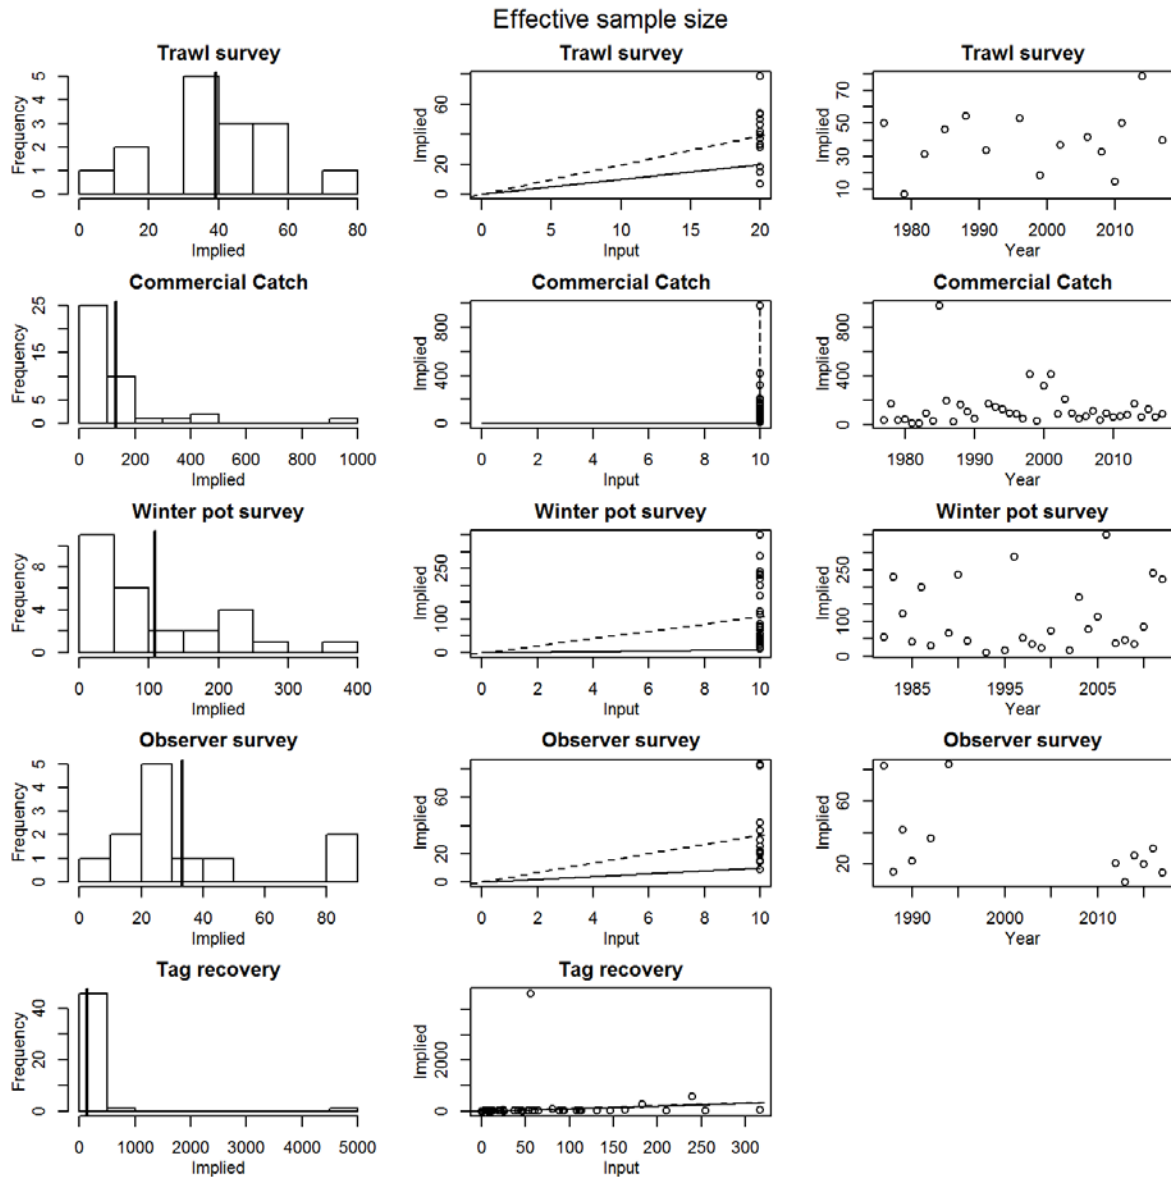 Effective sample size
Trawl survey
Trawl survey
Trawl survey
Frequency
0 1 2 3 4 5
0 20 40 60 80
Implied
Implied
0 20 60
0 5 10 15 20
Input
Implied
10 30 50 70
1980 1990 2000 2010
Year
Commercial Catch
Commercial Catch
Commercial Catch
Frequency
0 5 15 25
0 200 400 600 800 1000
Implied
Implied
0 400 800
0 2 4 6 8 10
Input
Implied
0 400 800
1980 1990 2000 2010
Year
Winter pot survey
Winter pot survey
Winter pot survey
Frequency
0 4 8
0 100 200 300 400
Implied
Implied
0 100 250
0 2 4 6 8 10
Input
Implied
0 100 250
1985 1995 2005
Year
Observer survey
Observer survey
Observer survey
Frequency
0 1 2 3 4 5
0 20 40 60 80
Implied
Implied
0 20 60
0 2 4 6 8 10
Input
Implied
20 60
1990 2000 2010
Year
Tag recovery
Tag recovery
Frequency
0 20 40
0 1000 2000 3000 4000 5000
Implied
Implied
0 2000
0 50 100 150 200 250 300
Input